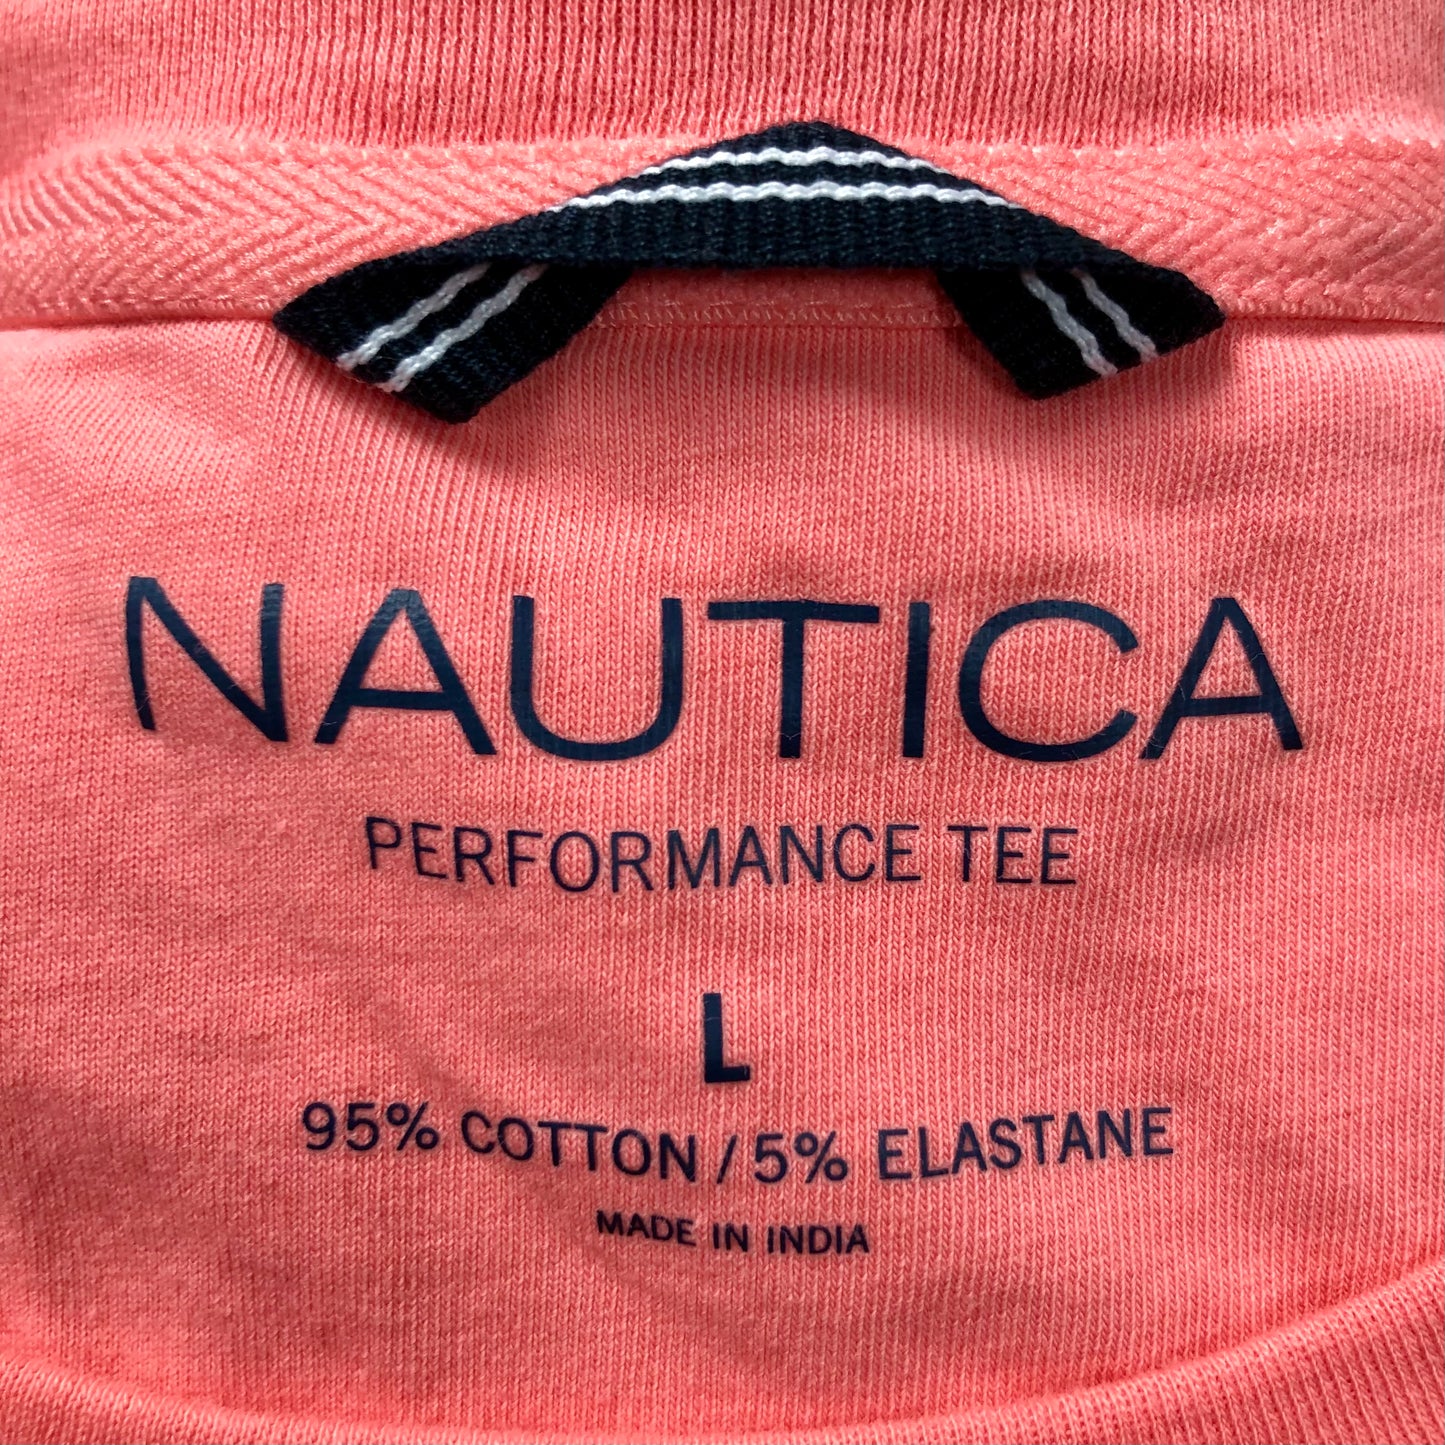 NAUTICA
PERFORMANCE TEE
L
95% COTTON / 5% ELASTANE
MADE IN INDIA